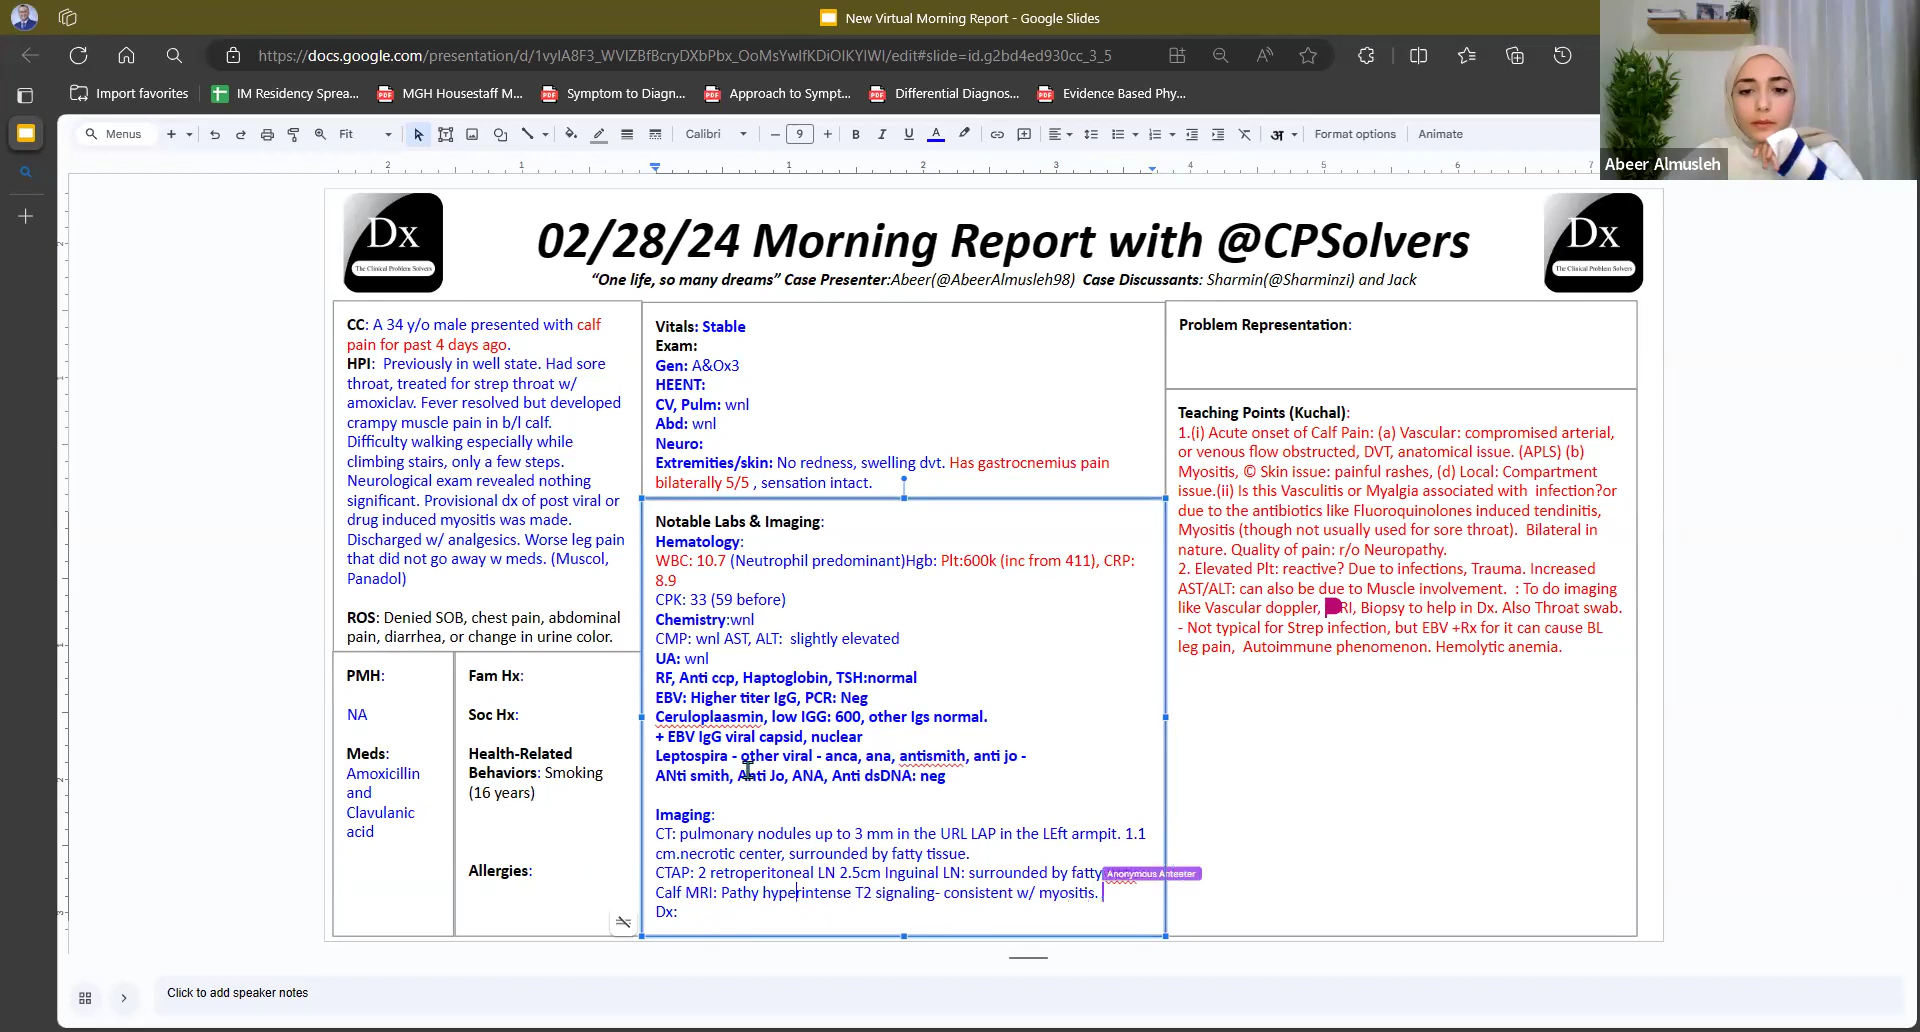 New Virtual Morning Report - Google Slides
https://docs.google.com/presentation/d/1vyIA8F3_WVIZBfBcryDXbPbx_OoMsYwIfKDiOIKYIWI/edit#slide=id.g2bd4ed930cc_3_5
Import favorites
IM Residency Sprea...
MGH Housestaff M...
Symptom to Diagn...
Approach to Sympt...
Differential Diagnos...
Evidence Based Phy...
Menus
Fit
Calibri
9
Format options
Animate
Abeer Almusleh
Dx
The Clinical Problem Solvers
02/28/24 Morning Report with @CPSolvers
“One life, so many dreams” Case Presenter:Abeer(@AbeerAlmusleh98) Case Discussants: Sharmin(@Sharminzi) and Jack
Dx
The Clinical Problem Solvers
CC: A 34 y/o male presented with calf
pain for past 4 days ago.
HPI: Previously in well state. Had sore
throat, treated for strep throat w/
amoxiclav. Fever resolved but developed
crampy muscle pain in b/l calf.
Difficulty walking especially while
climbing stairs, only a few steps.
Neurological exam revealed nothing
significant. Provisional dx of post viral or
drug induced myositis was made.
Discharged w/ analgesics. Worse leg pain
that did not go away w meds. (Muscol,
Panadol)
ROS: Denied SOB, chest pain, abdominal
pain, diarrhea, or change in urine color.
PMH:
NA
Meds:
Amoxicillin
and
Clavulanic
acid
Fam Hx:
Soc Hx:
Health-Related
Behaviors: Smoking
(16 years)
Allergies:
Vitals: Stable
Exam:
Gen: A&Ox3
HEENT:
CV, Pulm: wnl
Abd: wnl
Neuro:
Extremities/skin: No redness, swelling dvt. Has gastrocnemius pain
bilaterally 5/5 , sensation intact.
Notable Labs & Imaging:
Hematology:
WBC: 10.7 (Neutrophil predominant)Hgb: Plt:600k (inc from 411), CRP:
8.9
CPK: 33 (59 before)
Chemistry:wnl
CMP: wnl AST, ALT: slightly elevated
UA: wnl
RF, Anti ccp, Haptoglobin, TSH:normal
EBV: Higher titer IgG, PCR: Neg
Ceruloplaasmin, low IGG: 600, other Igs normal.
+ EBV IgG viral capsid, nuclear
Leptospira - other viral - anca, ana, antismith, anti jo -
ANti smith, Anti Jo, ANA, Anti dsDNA: neg
Imaging:
CT: pulmonary nodules up to 3 mm in the URL LAP in the LEft armpit. 1.1
cm.necrotic center, surrounded by fatty tissue.
CTAP: 2 retroperitoneal LN 2.5cm Inguinal LN: surrounded by fatty
Anonymous Anteater
Calf MRI: Pathy hyperintense T2 signaling- consistent w/ myositis.
Dx:
Problem Representation:
Teaching Points (Kuchal):
1.(i) Acute onset of Calf Pain: (a) Vascular: compromised arterial,
or venous flow obstructed, DVT, anatomical issue. (APLS) (b)
Myositis, © Skin issue: painful rashes, (d) Local: Compartment
issue.(ii) Is this Vasculitis or Myalgia associated with infection?or
due to the antibiotics like Fluoroquinolones induced tendinitis,
Myositis (though not usually used for sore throat). Bilateral in
nature. Quality of pain: r/o Neuropathy.
2. Elevated Plt: reactive? Due to infections, Trauma. Increased
AST/ALT: can also be due to Muscle involvement. : To do imaging
like Vascular doppler, MRI, Biopsy to help in Dx. Also Throat swab.
- Not typical for Strep infection, but EBV +Rx for it can cause BL
leg pain, Autoimmune phenomenon. Hemolytic anemia.
Click to add speaker notes